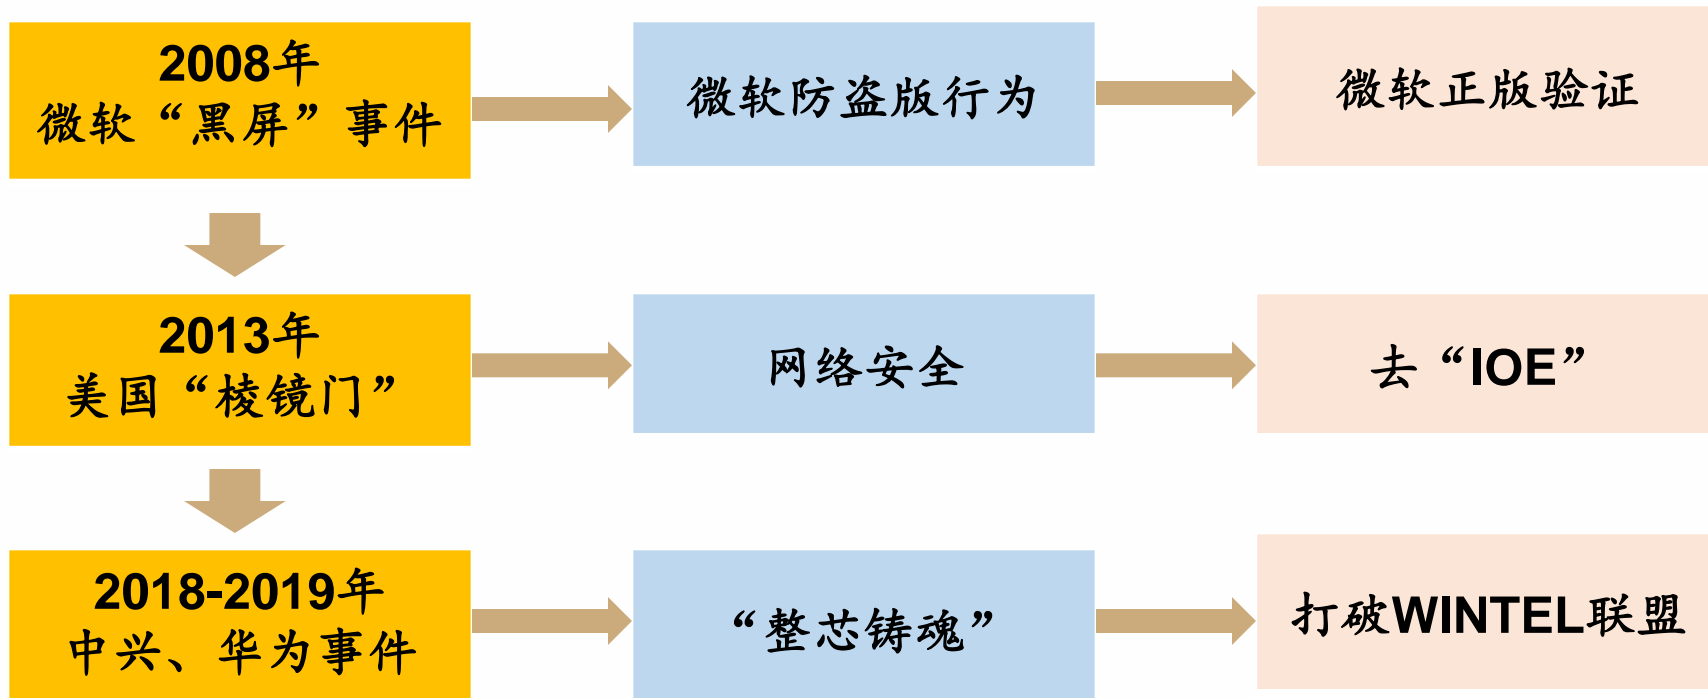 2008年
微软“黑屏”事件
微软防盗版行为
微软正版验证
2013年
美国“棱镜门”
网络安全
去“IOE”
2018-2019年
中兴、华为事件
“整芯铸魂”
打破WINTEL联盟